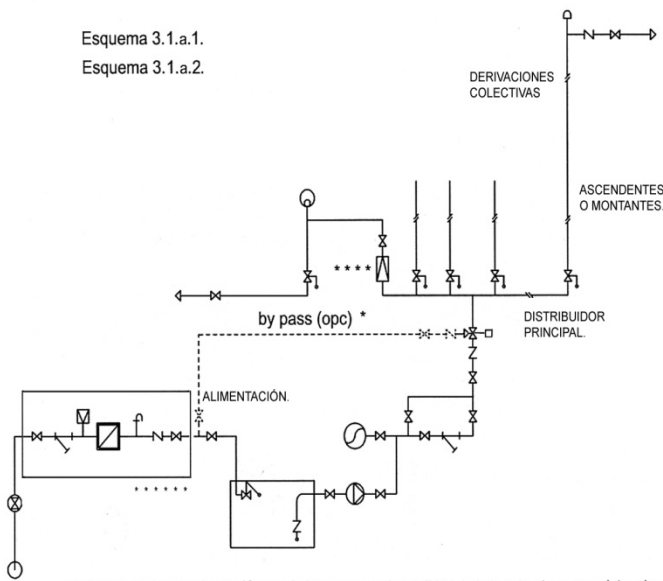 Esquema 3.1.a.1.
Esquema 3.1.a.2.
DERIVACIONES
COLECTIVAS
ASCENDENTES
O MONTANTES.
* * * *
by pass (opc) *
DISTRIBUIDOR
PRINCIPAL.
ALIMENTACIÓN.
* * * * * *